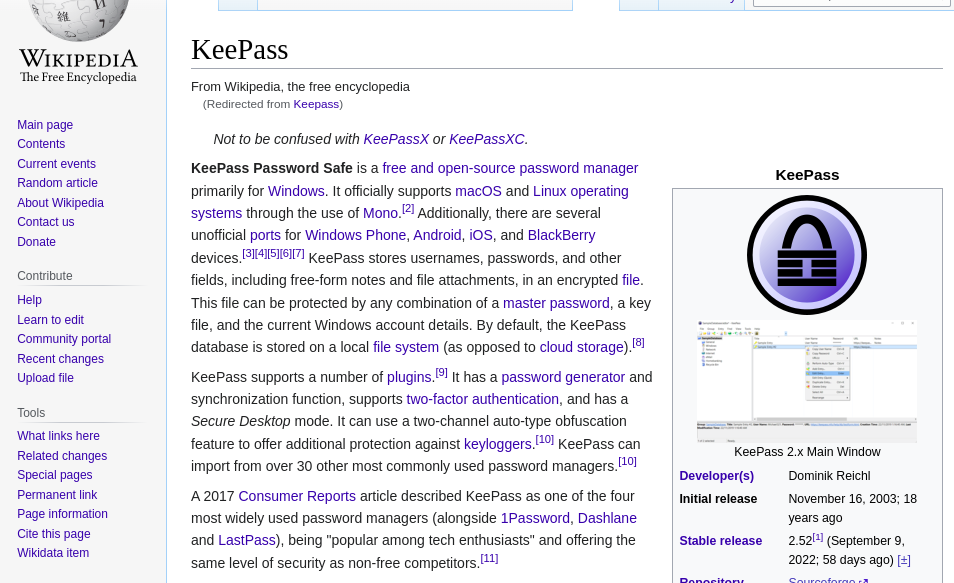 WIKIPEDIA
The Free Encyclopedia
Main page
Contents
Current events
Random article
About Wikipedia
Contact us
Donate
Contribute
Help
Learn to edit
Community portal
Recent changes
Upload file
Tools
What links here
Related changes
Special pages
Permanent link
Page information
Cite this page
Wikidata item
KeePass
From Wikipedia, the free encyclopedia
(Redirected from Keepass)
Not to be confused with KeePassX or KeePassXC.
KeePass Password Safe is a free and open-source password manager
primarily for Windows. It officially supports macOS and Linux operating
systems through the use of Mono.[2] Additionally, there are several
unofficial ports for Windows Phone, Android, iOS, and BlackBerry
devices.[3][4][5][6][7] KeePass stores usernames, passwords, and other
fields, including free-form notes and file attachments, in an encrypted file.
This file can be protected by any combination of a master password, a key
file, and the current Windows account details. By default, the KeePass
database is stored on a local file system (as opposed to cloud storage).[8]
KeePass supports a number of plugins.[9] It has a password generator and
synchronization function, supports two-factor authentication, and has a
Secure Desktop mode. It can use a two-channel auto-type obfuscation
feature to offer additional protection against keyloggers.[10] KeePass can
import from over 30 other most commonly used password managers.[10]
A 2017 Consumer Reports article described KeePass as one of the four
most widely used password managers (alongside 1Password, Dashlane
and LastPass), being "popular among tech enthusiasts" and offering the
same level of security as non-free competitors.[11]
KeePass
KeePass 2.x Main Window
Developer(s) Dominik Reichl
Initial release November 16, 2003; 18
years ago
Stable release 2.52[1] (September 9,
2022; 58 days ago) [±]
Repository Sourceforge